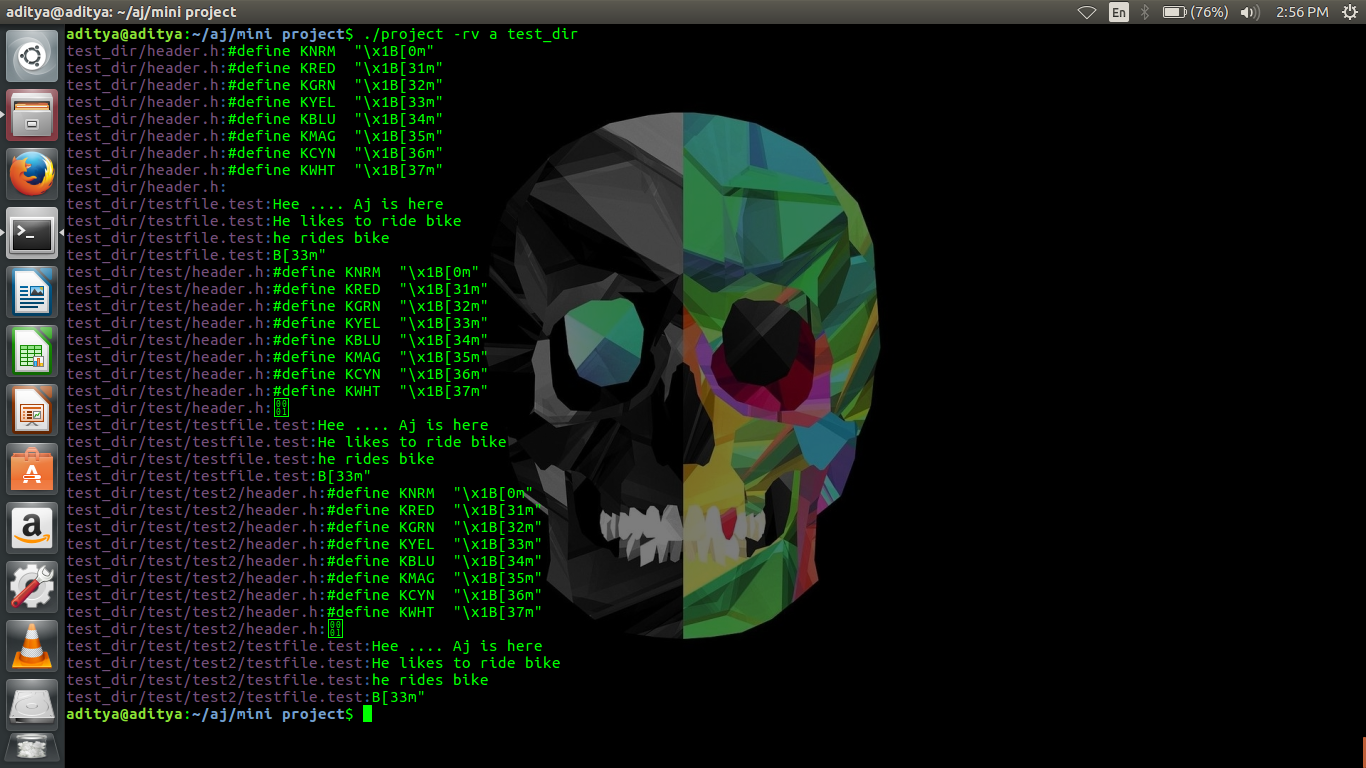 aditya@aditya: ~/aj/mini project
En
(76%)
2:56 PM
aditya@aditya:~/aj/mini project$ ./project -rv a test_dir
test_dir/header.h:#define KNRM  "\x1B[0m"
test_dir/header.h:#define KRED  "\x1B[31m"
test_dir/header.h:#define KGRN  "\x1B[32m"
test_dir/header.h:#define KYEL  "\x1B[33m"
test_dir/header.h:#define KBLU  "\x1B[34m"
test_dir/header.h:#define KMAG  "\x1B[35m"
test_dir/header.h:#define KCYN  "\x1B[36m"
test_dir/header.h:#define KWHT  "\x1B[37m"
test_dir/header.h:
test_dir/testfile.test:Hee .... Aj is here
test_dir/testfile.test:He likes to ride bike
test_dir/testfile.test:he rides bike
test_dir/testfile.test:B[33m"
test_dir/test/header.h:#define KNRM  "\x1B[0m"
test_dir/test/header.h:#define KRED  "\x1B[31m"
test_dir/test/header.h:#define KGRN  "\x1B[32m"
test_dir/test/header.h:#define KYEL  "\x1B[33m"
test_dir/test/header.h:#define KBLU  "\x1B[34m"
test_dir/test/header.h:#define KMAG  "\x1B[35m"
test_dir/test/header.h:#define KCYN  "\x1B[36m"
test_dir/test/header.h:#define KWHT  "\x1B[37m"
test_dir/test/header.h:
test_dir/test/testfile.test:Hee .... Aj is here
test_dir/test/testfile.test:He likes to ride bike
test_dir/test/testfile.test:he rides bike
test_dir/test/testfile.test:B[33m"
test_dir/test/test2/header.h:#define KNRM  "\x1B[0m"
test_dir/test/test2/header.h:#define KRED  "\x1B[31m"
test_dir/test/test2/header.h:#define KGRN  "\x1B[32m"
test_dir/test/test2/header.h:#define KYEL  "\x1B[33m"
test_dir/test/test2/header.h:#define KBLU  "\x1B[34m"
test_dir/test/test2/header.h:#define KMAG  "\x1B[35m"
test_dir/test/test2/header.h:#define KCYN  "\x1B[36m"
test_dir/test/test2/header.h:#define KWHT  "\x1B[37m"
test_dir/test/test2/header.h:
test_dir/test/test2/testfile.test:Hee .... Aj is here
test_dir/test/test2/testfile.test:He likes to ride bike
test_dir/test/test2/testfile.test:he rides bike
test_dir/test/test2/testfile.test:B[33m"
aditya@aditya:~/aj/mini project$